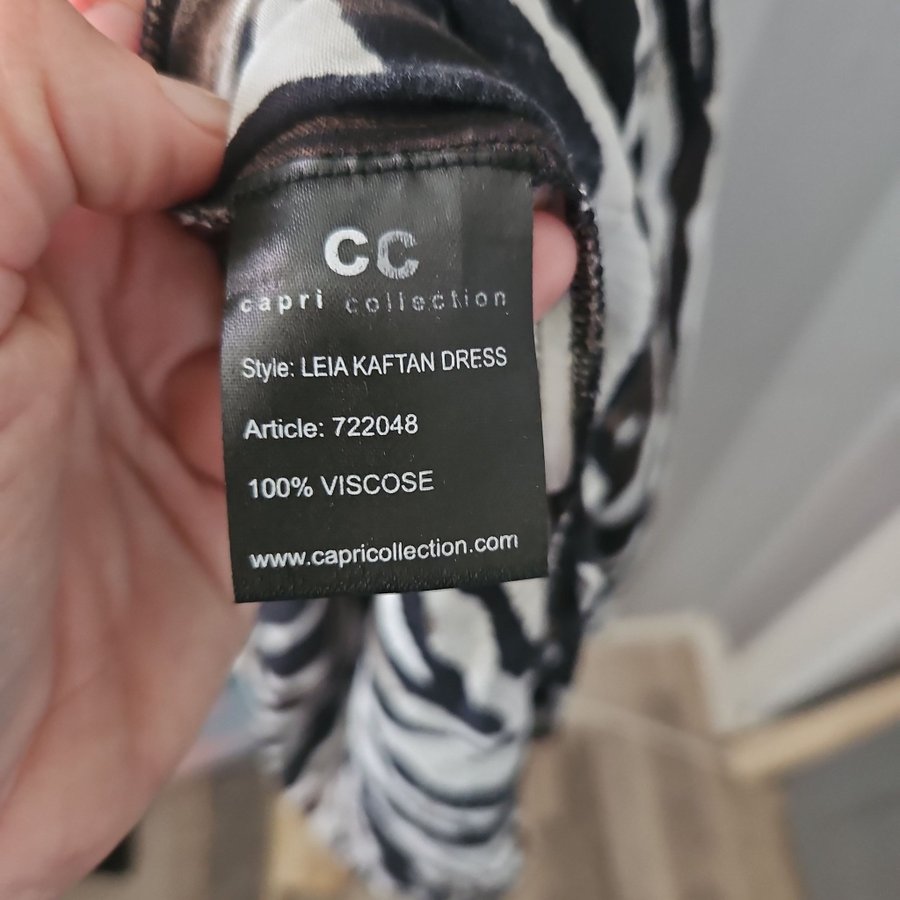 CC
capri collection
Style: LEIA KAFTAN DRESS
Article: 722048
100% VISCOSE
www.capricollection.com